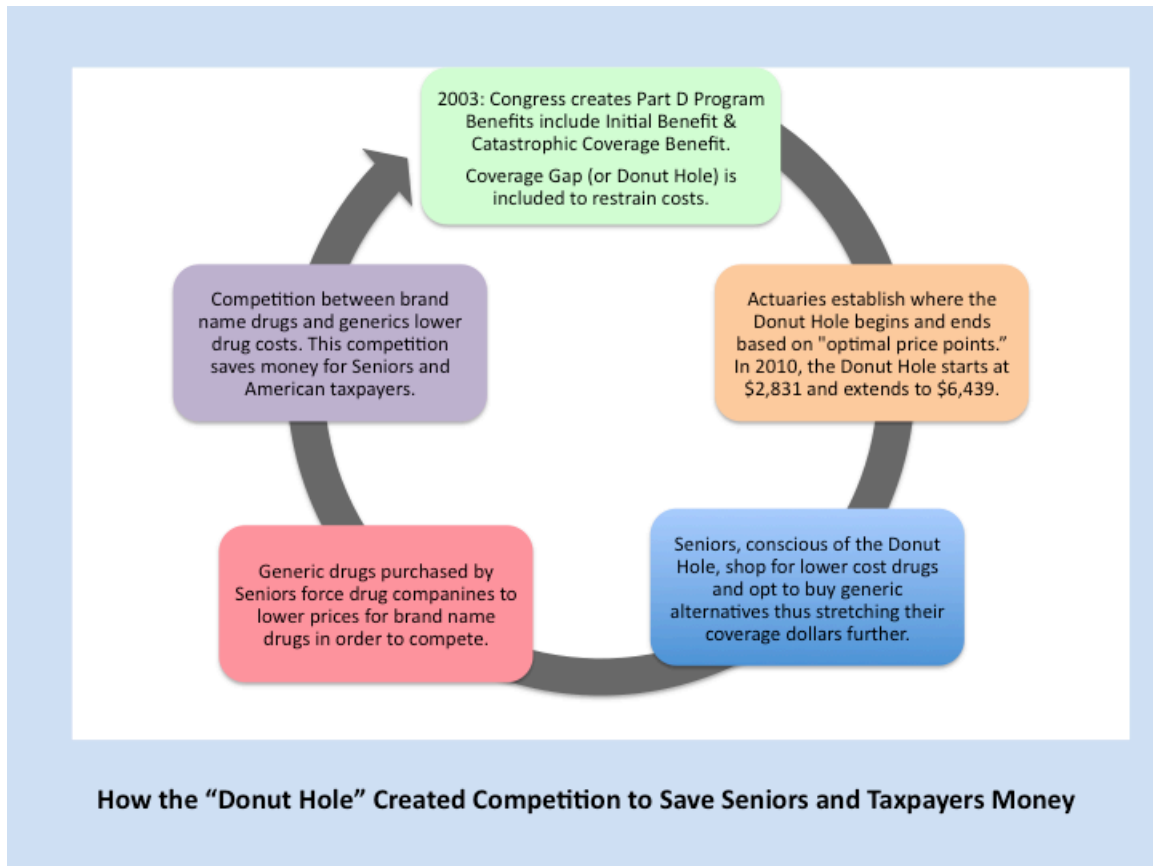 2003: Congress creates Part D Program
Benefits include Initial Benefit &
Catastrophic Coverage Benefit.
Coverage Gap (or Donut Hole) is
included to restrain costs.
Actuaries establish where the
Donut Hole begins and ends
based on "optimal price points.”
In 2010, the Donut Hole starts at
$2,831 and extends to $6,439.
Seniors, conscious of the Donut
Hole, shop for lower cost drugs
and opt to buy generic
alternatives thus stretching their
coverage dollars further.
Generic drugs purchased by
Seniors force drug companines to
lower prices for brand name
drugs in order to compete.
Competition between brand
name drugs and generics lower
drug costs. This competition
saves money for Seniors and
American taxpayers.
How the “Donut Hole” Created Competition to Save Seniors and Taxpayers Money